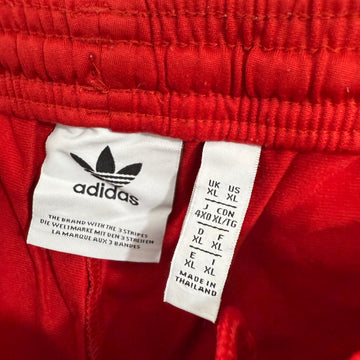 adidas
THE BRAND WITH THE 3 STRIPES
DIE WELTMARKE MIT DEN 3 STREIFEN
LA MARQUE AUX 3 BANDES
UK US
XL XL
J CDN
4XO XL/TG
D F
XL XL
E I
XL XL
MADE IN
THAILAND